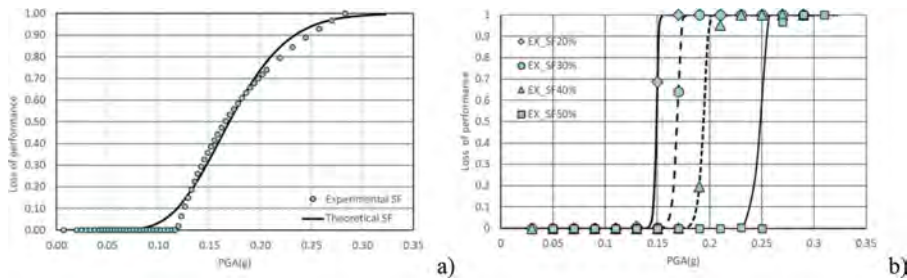 1.00
0.90
0.80
0.70
0.60
0.50
0.40
0.30
0.20
0.10
0.00
Loss of performance
Experimental SF
Theoretical SF
0.00 0.05 0.10 0.15 0.20 0.25 0.30 0.35
PGA(g)
a)
1
0.9
0.8
0.7
0.6
0.5
0.4
0.3
0.2
0.1
0
Loss of performance
EX_SF20%
EX_SF30%
EX_SF40%
EX_SF50%
0 0.05 0.1 0.15 0.2 0.25 0.3
PGA(g)
b)